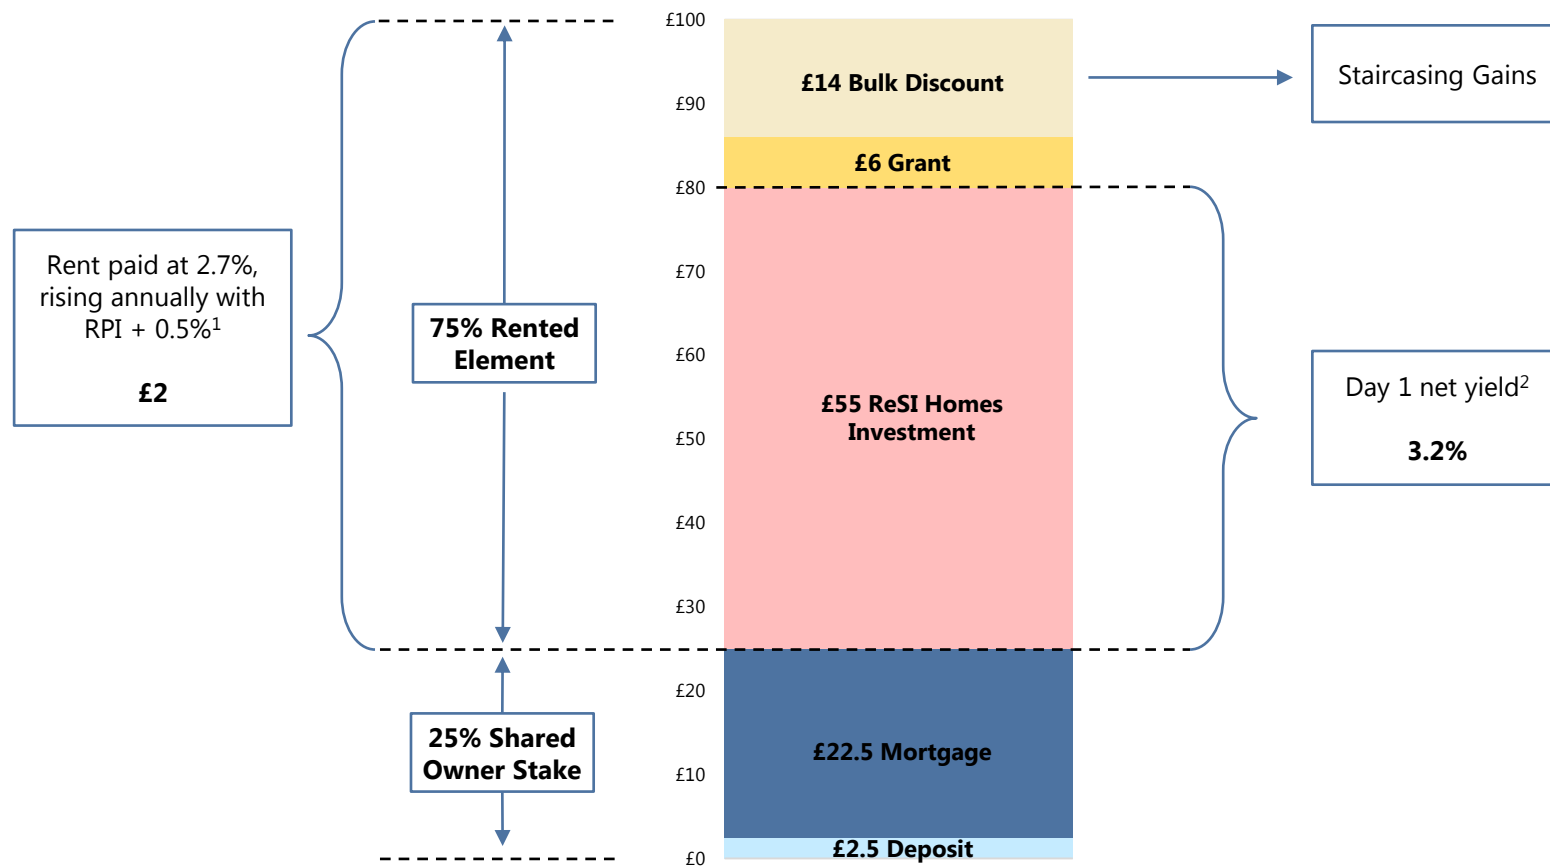 Rent paid at 2.7%,
rising annually with
RPI + 0.5%¹
£2
75% Rented
Element
25% Shared
Owner Stake
£100
£90
£80
£70
£60
£50
£40
£30
£20
£10
£0
£14 Bulk Discount
£6 Grant
£55 ReSI Homes
Investment
£22.5 Mortgage
£2.5 Deposit
Staircasing Gains
Day 1 net yield²
3.2%